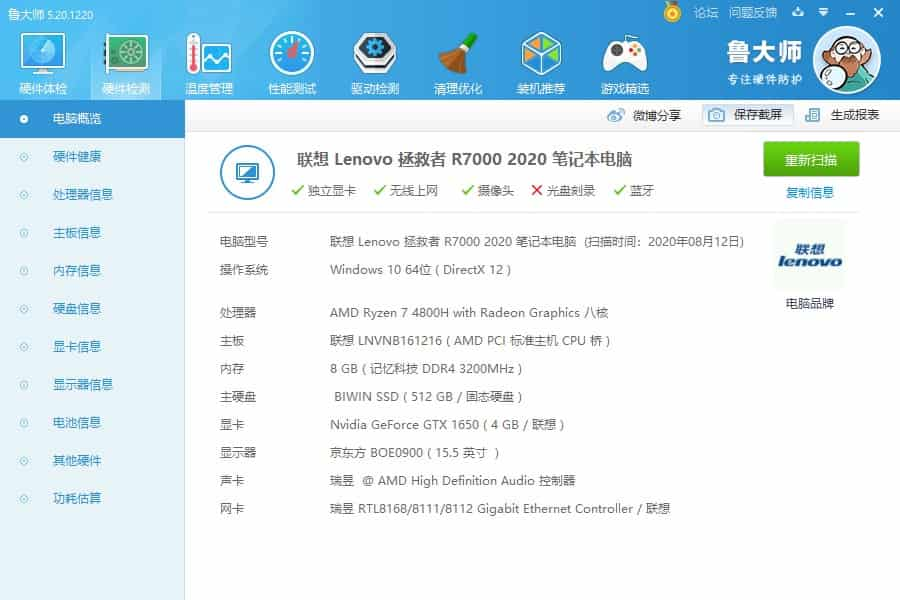 鲁大师 5.20.1220
论坛 问题反馈
硬件体检 硬件检测 温度管理 性能测试 驱动检测 清理优化 装机推荐 游戏精选
鲁大师
专注硬件防护
微博分享 保存截屏 生成报表
电脑概览
硬件健康
处理器信息
主板信息
内存信息
硬盘信息
显卡信息
显示器信息
电池信息
其他硬件
功耗估算
联想 Lenovo 拯救者 R7000 2020 笔记本电脑
独立显卡 无线上网 摄像头 光盘刻录 蓝牙
重新扫描
复制信息
电脑型号 联想 Lenovo 拯救者 R7000 2020 笔记本电脑 (扫描时间：2020年08月12日)
操作系统 Windows 10 64位 ( DirectX 12 )
联想
lenovo
电脑品牌
处理器 AMD Ryzen 7 4800H with Radeon Graphics 八核
主板 联想 LNVNB161216 ( AMD PCI 标准主机 CPU 桥 )
内存 8 GB ( 记忆科技 DDR4 3200MHz )
主硬盘 BIWIN SSD ( 512 GB / 固态硬盘 )
显卡 Nvidia GeForce GTX 1650 ( 4 GB / 联想 )
显示器 京东方 BOE0900 ( 15.5 英寸 )
声卡 瑞昱 @ AMD High Definition Audio 控制器
网卡 瑞昱 RTL8168/8111/8112 Gigabit Ethernet Controller / 联想